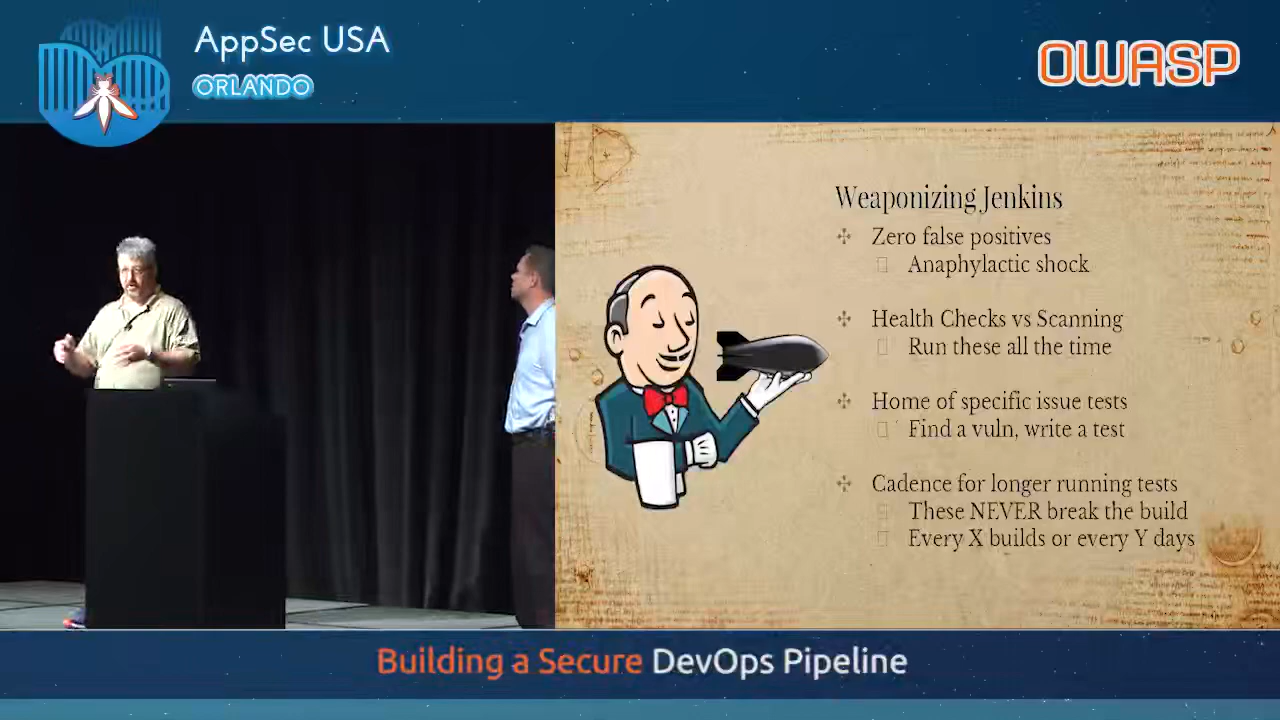 AppSec USA
ORLANDO
OWASP
Weaponizing Jenkins
Zero false positives
Anaphylactic shock
Health Checks vs Scanning
Run these all the time
Home of specific issue tests
Find a vuln, write a test
Cadence for longer running tests
These NEVER break the build
Every X builds or every Y days
Building a Secure DevOps Pipeline